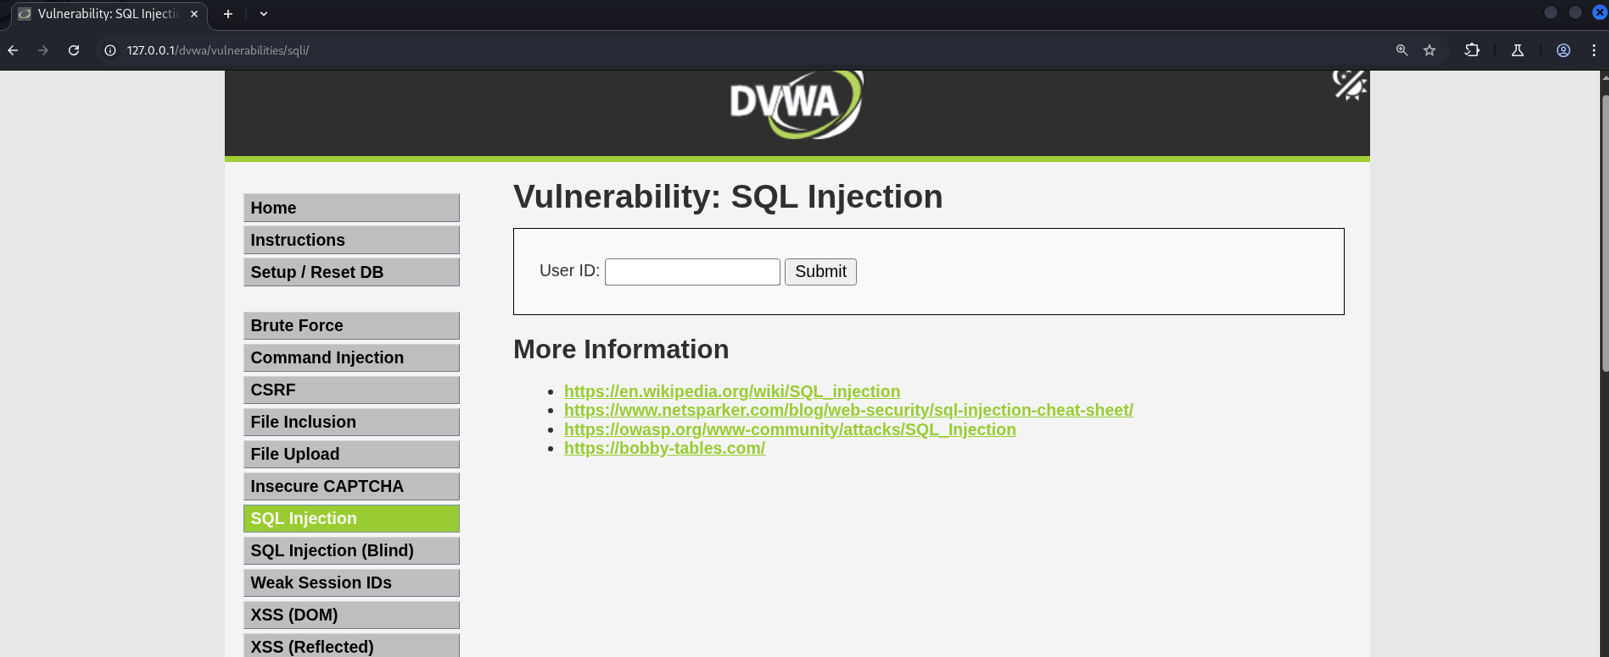 Vulnerability: SQL Injectio
127.0.0.1/dvwa/vulnerabilities/sqli/
DVWA
Home
Instructions
Setup / Reset DB
Brute Force
Command Injection
CSRF
File Inclusion
File Upload
Insecure CAPTCHA
SQL Injection
SQL Injection (Blind)
Weak Session IDs
XSS (DOM)
XSS (Reflected)
Vulnerability: SQL Injection
User ID:
Submit
More Information
https://en.wikipedia.org/wiki/SQL_injection
https://www.netsparker.com/blog/web-security/sql-injection-cheat-sheet/
https://owasp.org/www-community/attacks/SQL_Injection
https://bobby-tables.com/